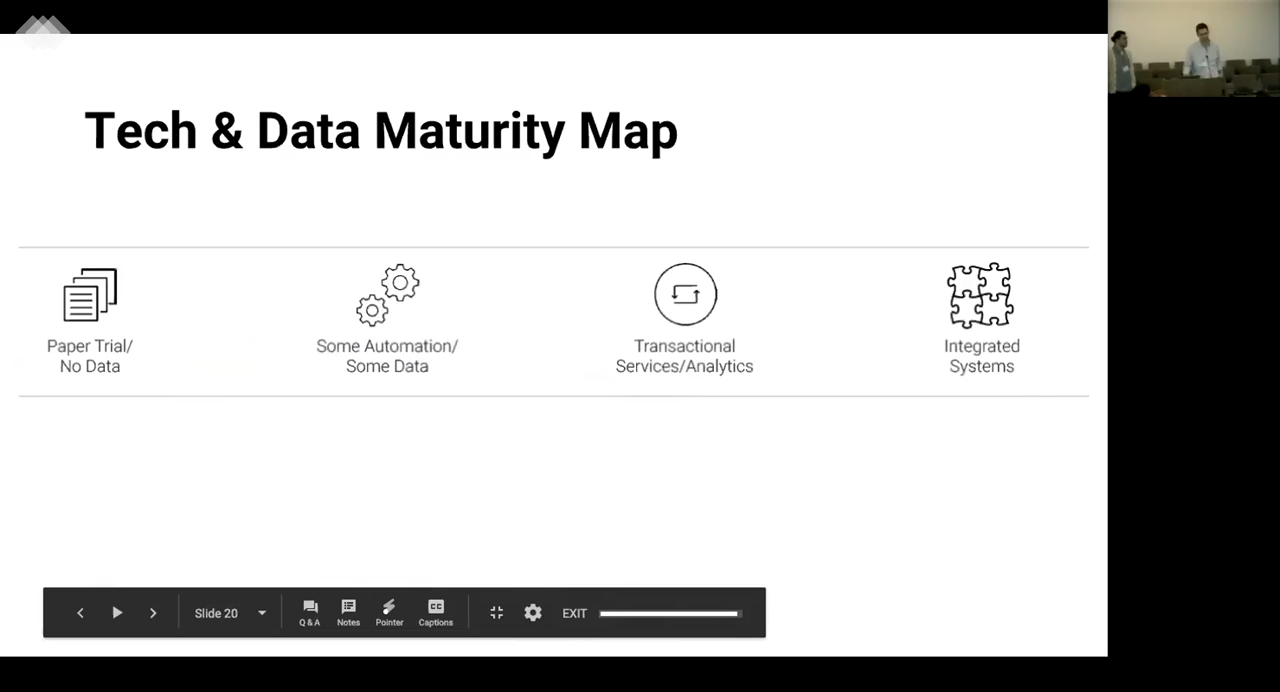 Tech & Data Maturity Map
Paper Trial/
No Data
Some Automation/
Some Data
Transactional
Services/Analytics
Integrated
Systems
Slide 20
Q & A
Notes
Pointer
CC
Captions
EXIT